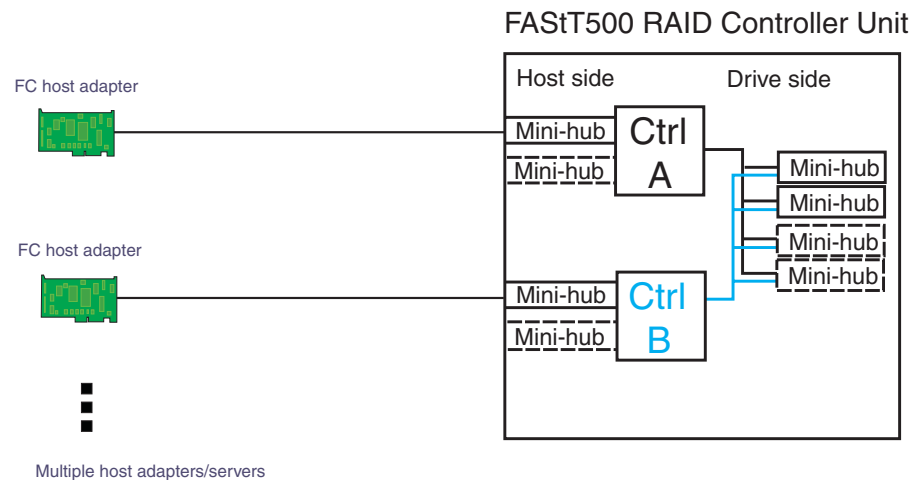 FAStT500 RAID Controller Unit
Host side
Drive side
FC host adapter
Mini-hub
Mini-hub
Ctrl
A
Mini-hub
Mini-hub
Mini-hub
Mini-hub
FC host adapter
Mini-hub
Mini-hub
Ctrl
B
Multiple host adapters/servers